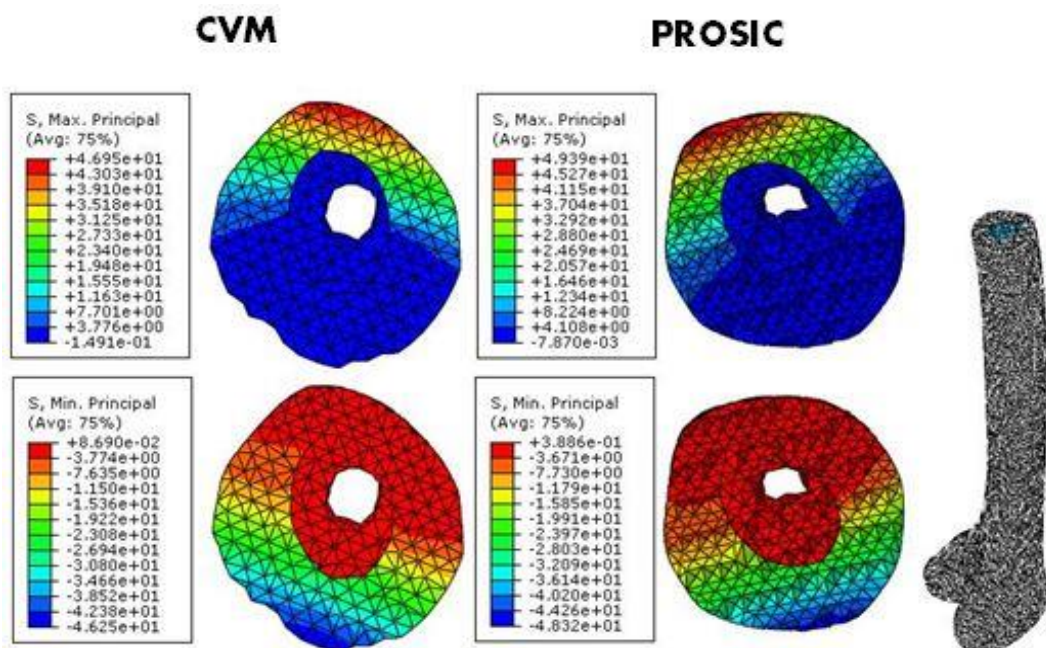 CVM
PROSIC
S, Max. Principal
(Avg: 75%)
+4.695e+01
+4.303e+01
+3.910e+01
+3.518e+01
+3.125e+01
+2.733e+01
+2.340e+01
+1.948e+01
+1.555e+01
+1.163e+01
+7.701e+00
+3.776e+00
-1.491e-01
S, Max. Principal
(Avg: 75%)
+4.939e+01
+4.527e+01
+4.115e+01
+3.704e+01
+3.292e+01
+2.880e+01
+2.469e+01
+2.057e+01
+1.646e+01
+1.234e+01
+8.224e+00
+4.108e+00
-7.870e-03
S, Min. Principal
(Avg: 75%)
+8.690e-02
-3.774e+00
-7.635e+00
-1.150e+01
-1.536e+01
-1.922e+01
-2.308e+01
-2.694e+01
-3.080e+01
-3.466e+01
-3.852e+01
-4.238e+01
-4.625e+01
S, Min. Principal
(Avg: 75%)
+3.886e-01
-3.671e+00
-7.730e+00
-1.179e+01
-1.585e+01
-1.991e+01
-2.397e+01
-2.803e+01
-3.209e+01
-3.614e+01
-4.020e+01
-4.426e+01
-4.832e+01